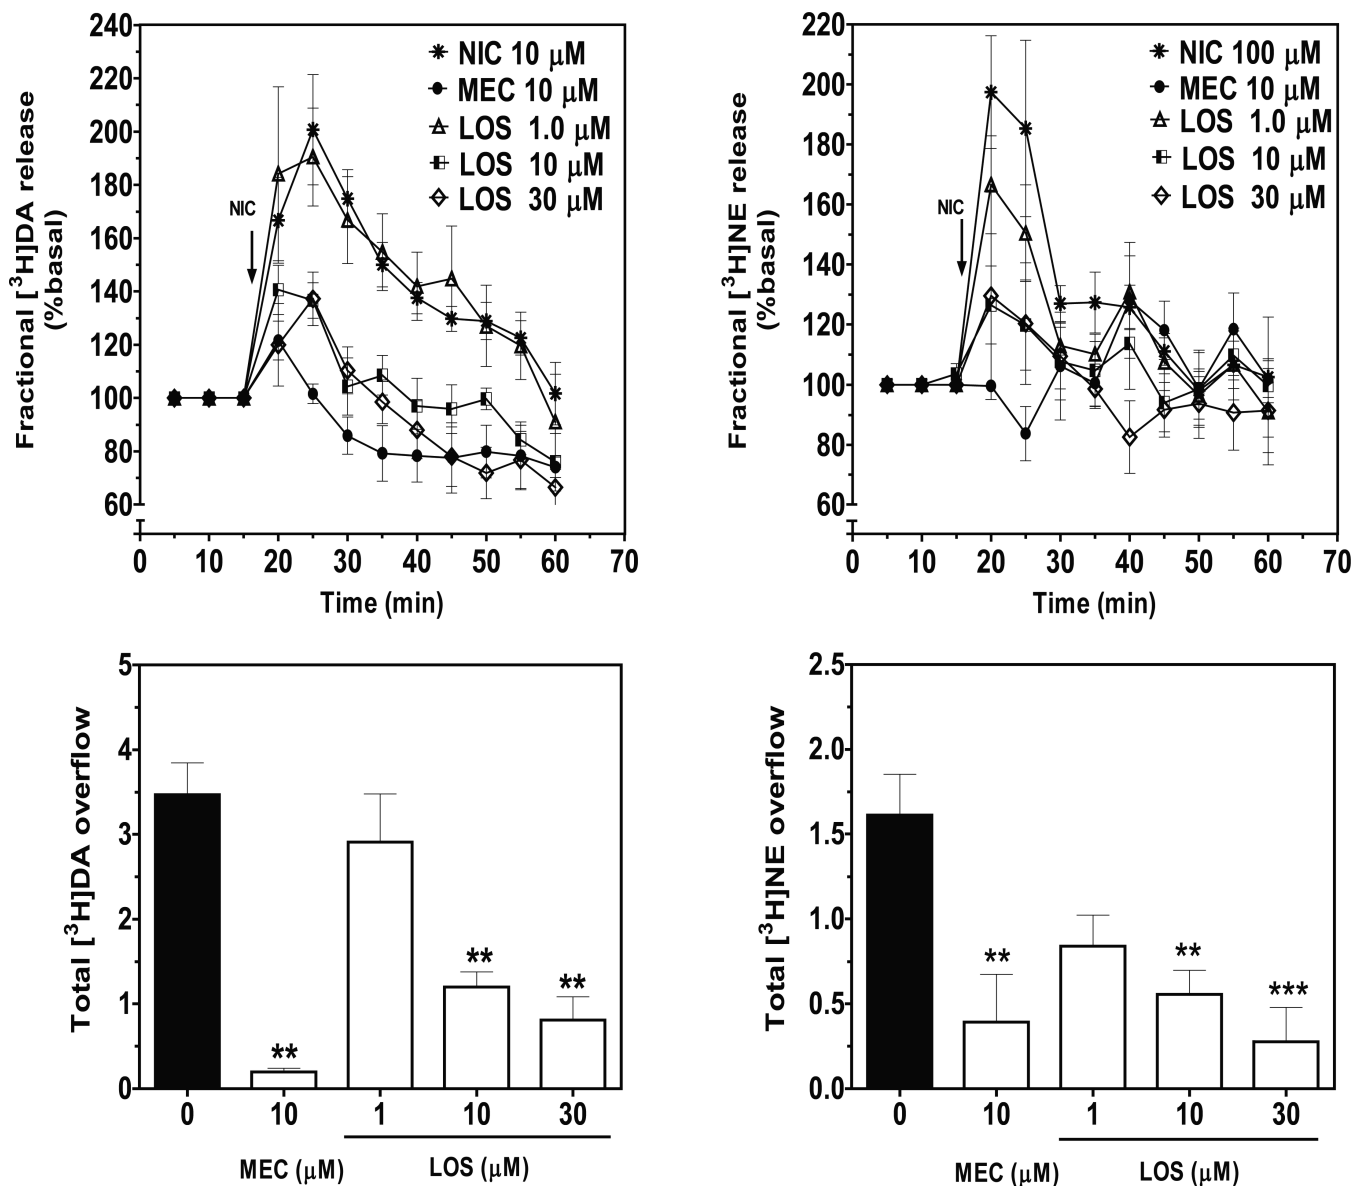 240
220
200
180
160
140
120
100
80
60
Fractional [³H]DA release
(%basal)
NIC 10 μM
MEC 10 μM
LOS 1.0 μM
LOS 10 μM
LOS 30 μM
NIC
0 10 20 30 40 50 60 70
Time (min)
220
200
180
160
140
120
100
80
60
Fractional [³H]NE release
(%basal)
NIC 100 μM
MEC 10 μM
LOS 1.0 μM
LOS 10 μM
LOS 30 μM
NIC
0 10 20 30 40 50 60 70
Time (min)
5
4
3
2
1
0
Total [³H]DA overflow
**
**
**
0 10 1 10 30
MEC (μM) LOS (μM)
2.5
2.0
1.5
1.0
0.5
0.0
Total [³H]NE overflow
**
**
***
0 10 1 10 30
MEC (μM) LOS (μM)